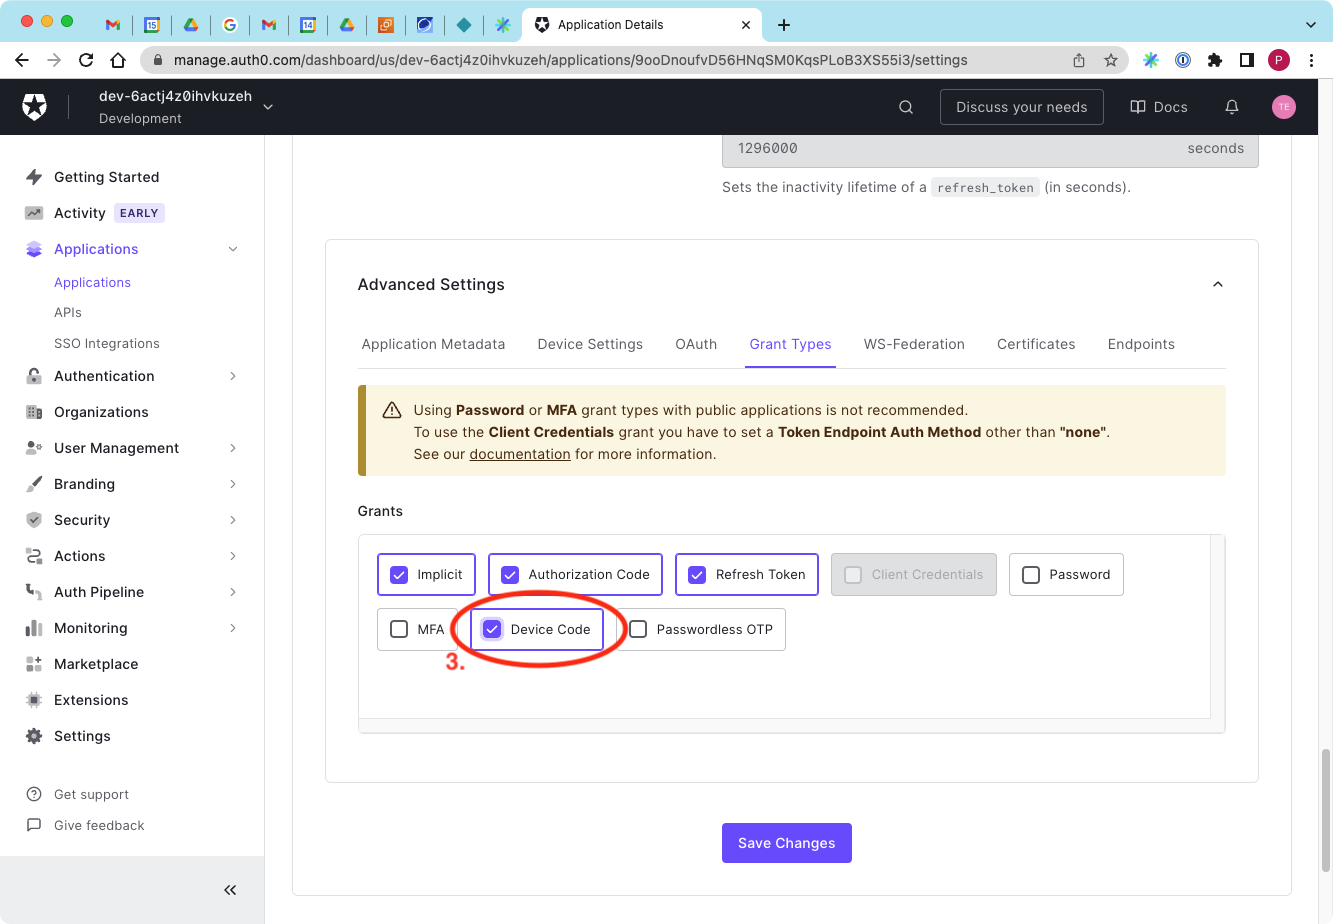 15
14
Application Details
manage.auth0.com/dashboard/us/dev-6actj4z0ihvkuzeh/applications/9ooDnoufvD56HNqSM0KqsPLoB3XS55i3/settings
P
dev-6actj4z0ihvkuzeh
Development
Discuss your needs
Docs
TE
Getting Started
Activity EARLY
Applications
Applications
APIs
SSO Integrations
Authentication
Organizations
User Management
Branding
Security
Actions
Auth Pipeline
Monitoring
Marketplace
Extensions
Settings
Get support
Give feedback
1296000 seconds
Sets the inactivity lifetime of a refresh_token (in seconds).
Advanced Settings
Application Metadata Device Settings OAuth Grant Types WS-Federation Certificates Endpoints
Using Password or MFA grant types with public applications is not recommended.
To use the Client Credentials grant you have to set a Token Endpoint Auth Method other than "none".
See our documentation for more information.
Grants
Implicit Authorization Code Refresh Token Client Credentials Password
MFA Device Code Passwordless OTP
3.
Save Changes